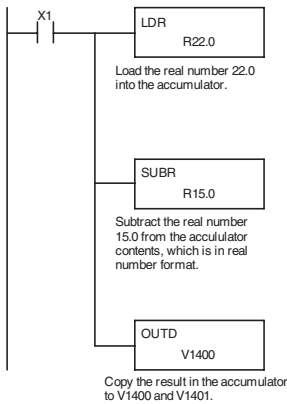 X1
LDR
R22.0
Load the real number 22.0
into the accumulator.
SUBR
R15.0
Subtract the real number
15.0 from the accululator
contents, which is in real
number format.
OUTD
V1400
Copy the result in the accumulator
to V1400 and V1401.